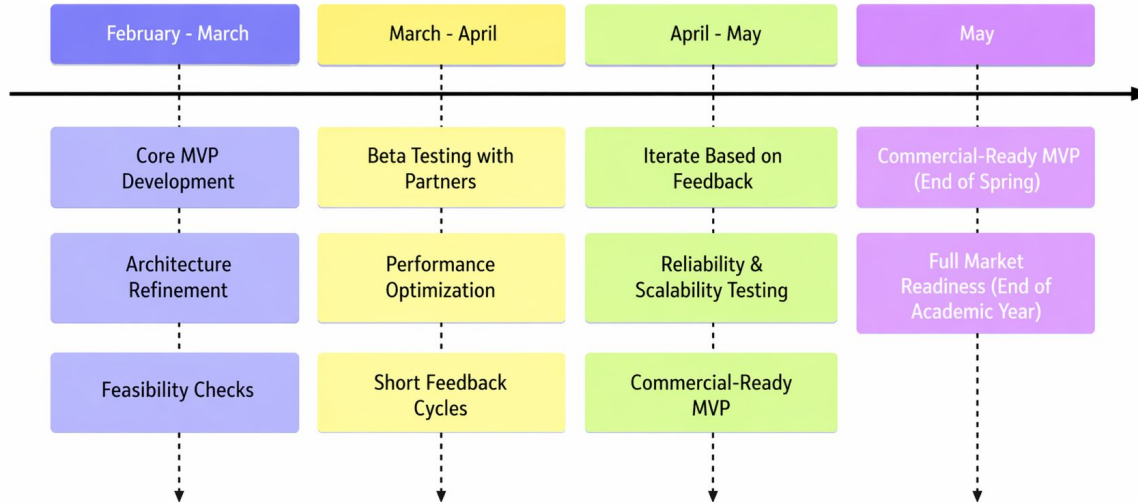 February - March
March - April
April - May
May
Core MVP
Development
Beta Testing with
Partners
Iterate Based on
Feedback
Commercial-Ready MVP
(End of Spring)
Architecture
Refinement
Performance
Optimization
Reliability &
Scalability Testing
Full Market
Readiness (End of
Academic Year)
Feasibility Checks
Short Feedback
Cycles
Commercial-Ready
MVP